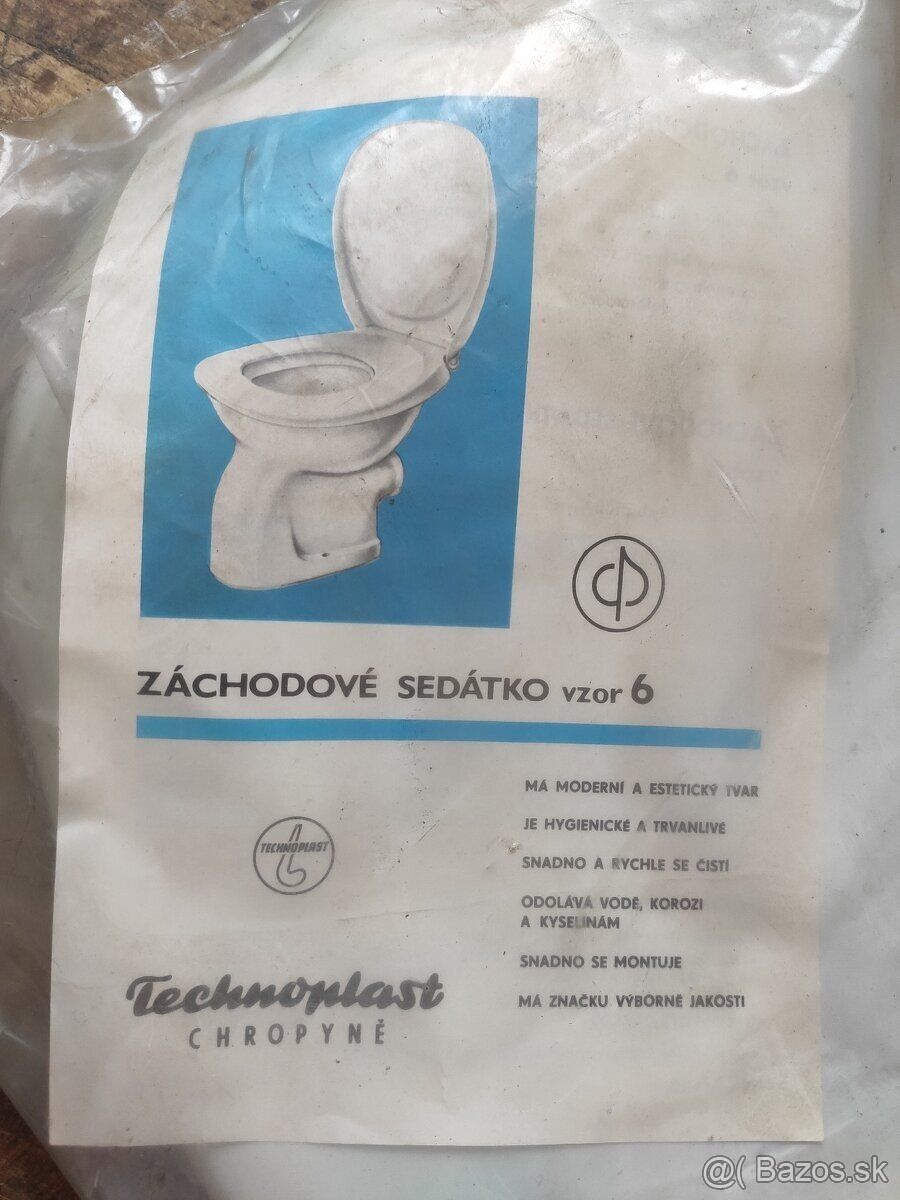 ZÁCHODOVÉ SEDÁTKO vzor 6
MÁ MODERNÍ A ESTETICKÝ TVAR
JE HYGIENICKÉ A TRVANLIVÉ
SNADNO A RYCHLE SE ČISTÍ
ODOLÁVÁ VODĚ, KOROZI
A KYSELINÁM
SNADNO SE MONTUJE
MÁ ZNAČKU VÝBORNÉ JAKOSTI
TECHNOPLAST
Technoplast
CHROPYNĚ
@( Bazos.sk